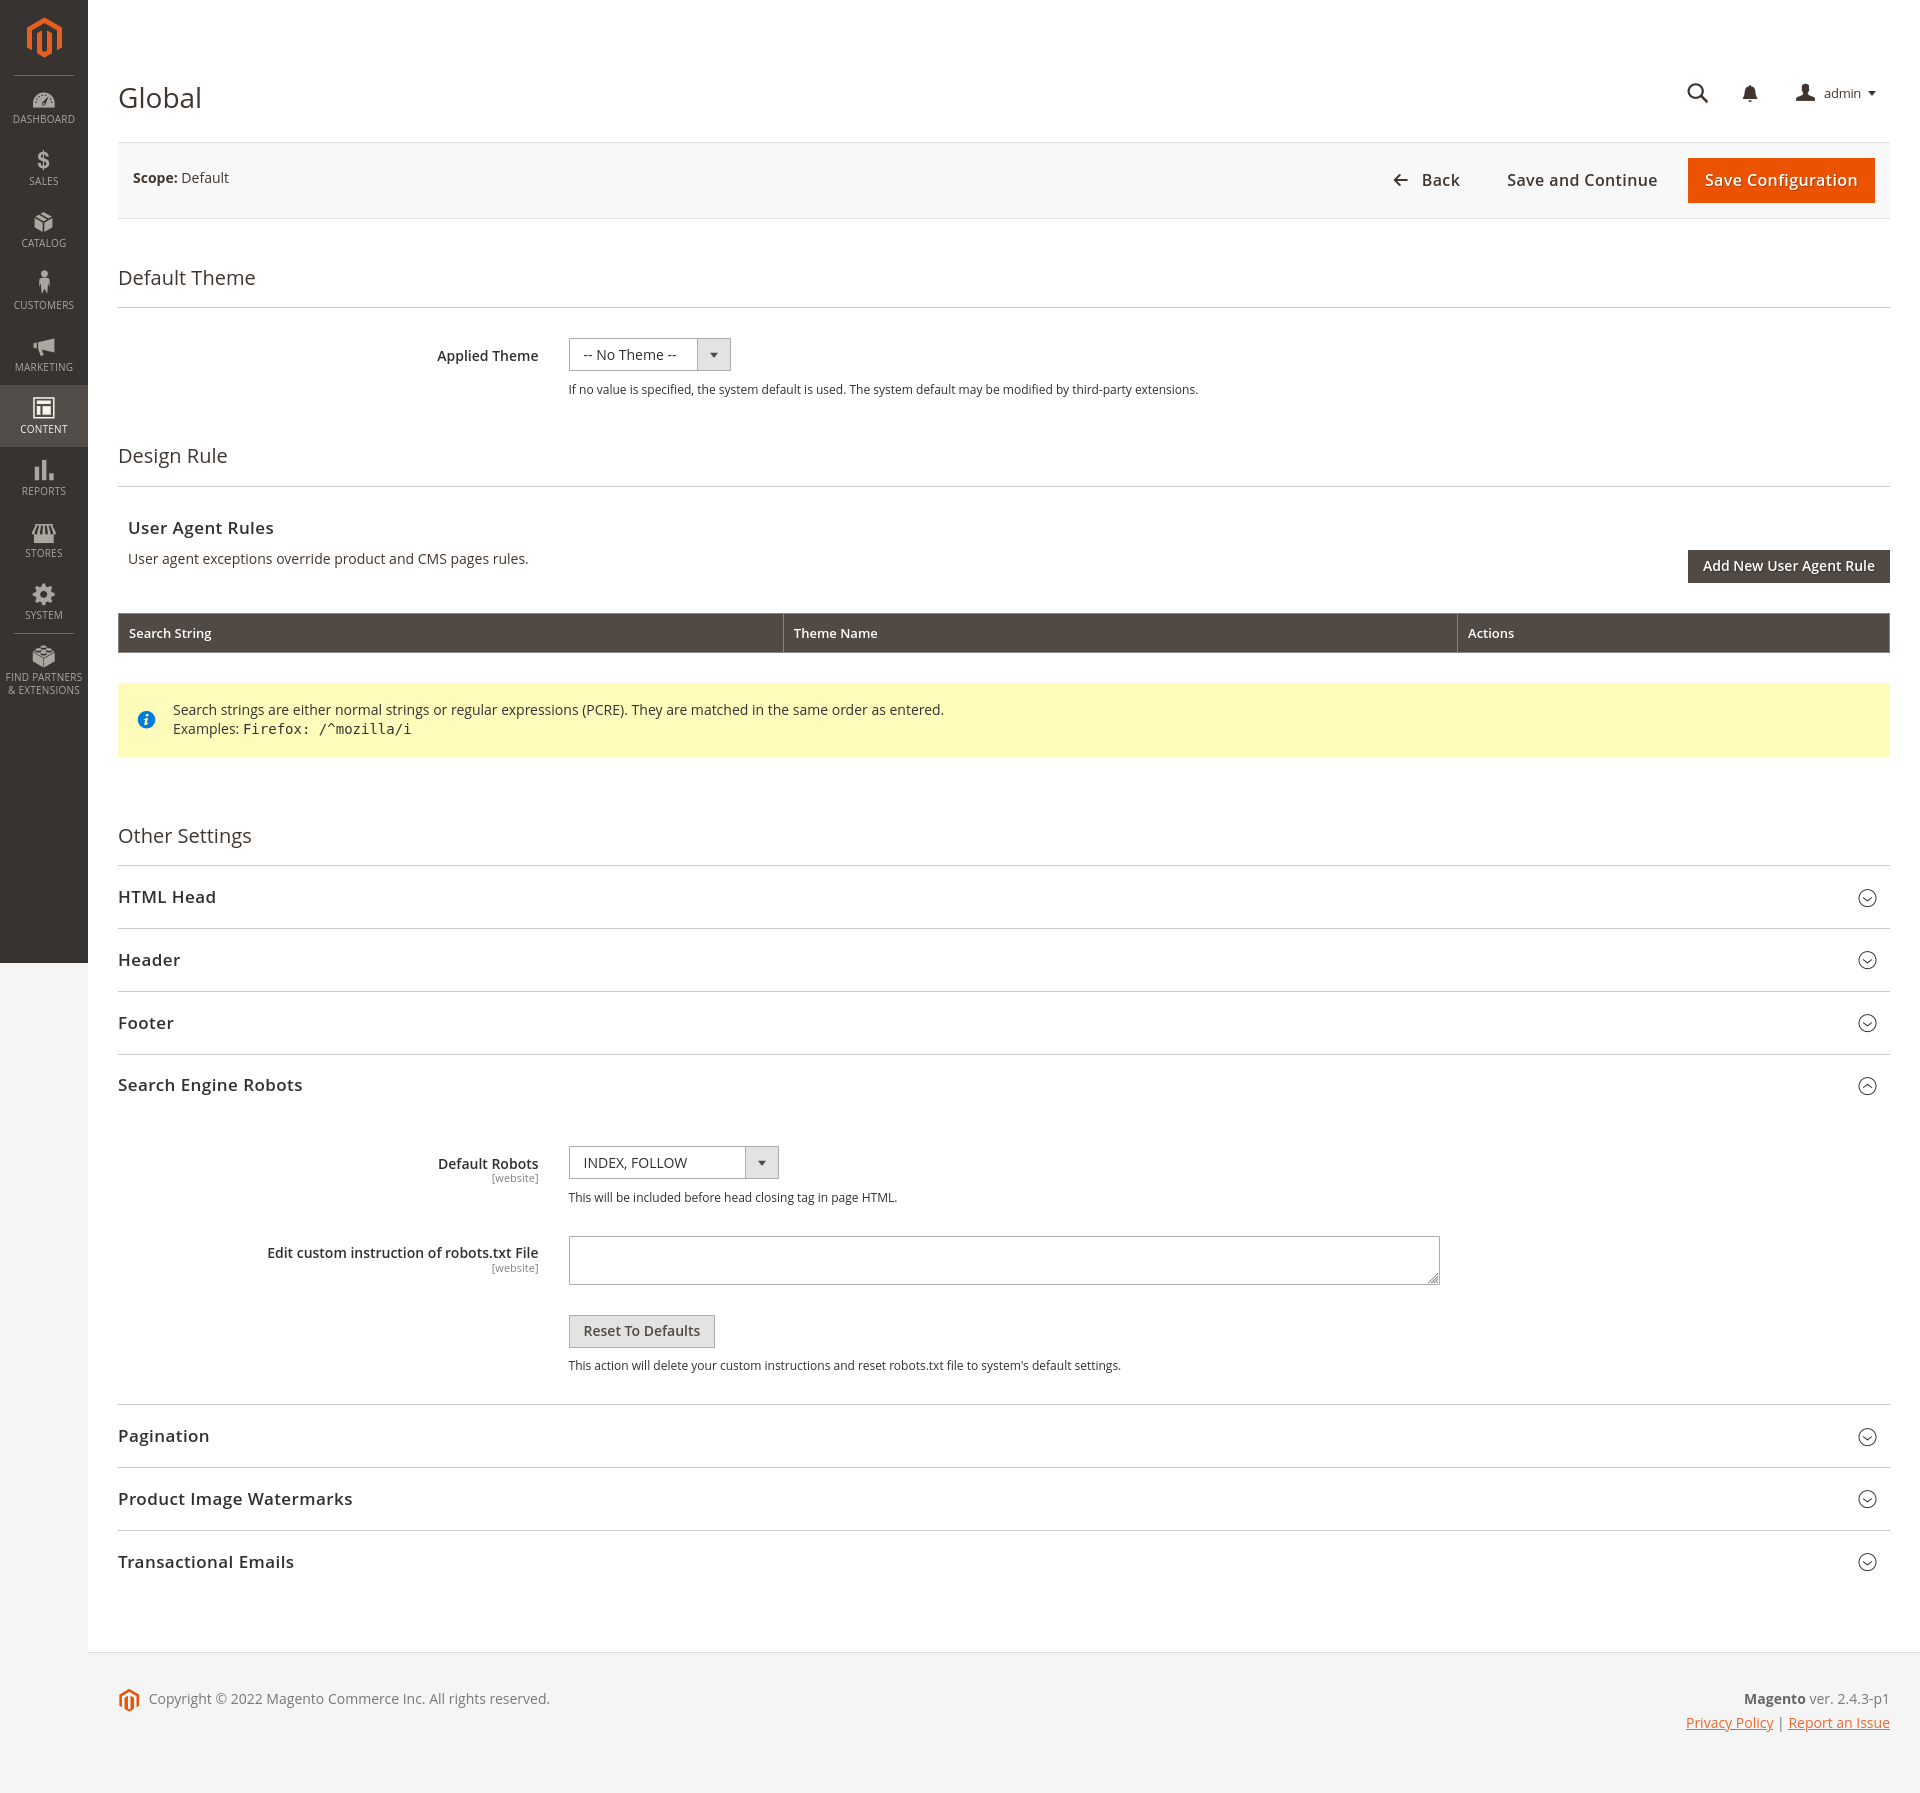 DASHBOARD
SALES
CATALOG
CUSTOMERS
MARKETING
CONTENT
REPORTS
STORES
SYSTEM
FIND PARTNERS
& EXTENSIONS
Global
admin
Scope: Default
Back
Save and Continue
Save Configuration
Default Theme
Applied Theme
-- No Theme --
If no value is specified, the system default is used. The system default may be modified by third-party extensions.
Design Rule
User Agent Rules
User agent exceptions override product and CMS pages rules.
Add New User Agent Rule
Search String
Theme Name
Actions
Search strings are either normal strings or regular expressions (PCRE). They are matched in the same order as entered.
Examples: Firefox: /^mozilla/i
Other Settings
HTML Head
Header
Footer
Search Engine Robots
Default Robots
[website]
INDEX, FOLLOW
This will be included before head closing tag in page HTML.
Edit custom instruction of robots.txt File
[website]
Reset To Defaults
This action will delete your custom instructions and reset robots.txt file to system's default settings.
Pagination
Product Image Watermarks
Transactional Emails
Copyright © 2022 Magento Commerce Inc. All rights reserved.
Magento ver. 2.4.3-p1
Privacy Policy | Report an Issue